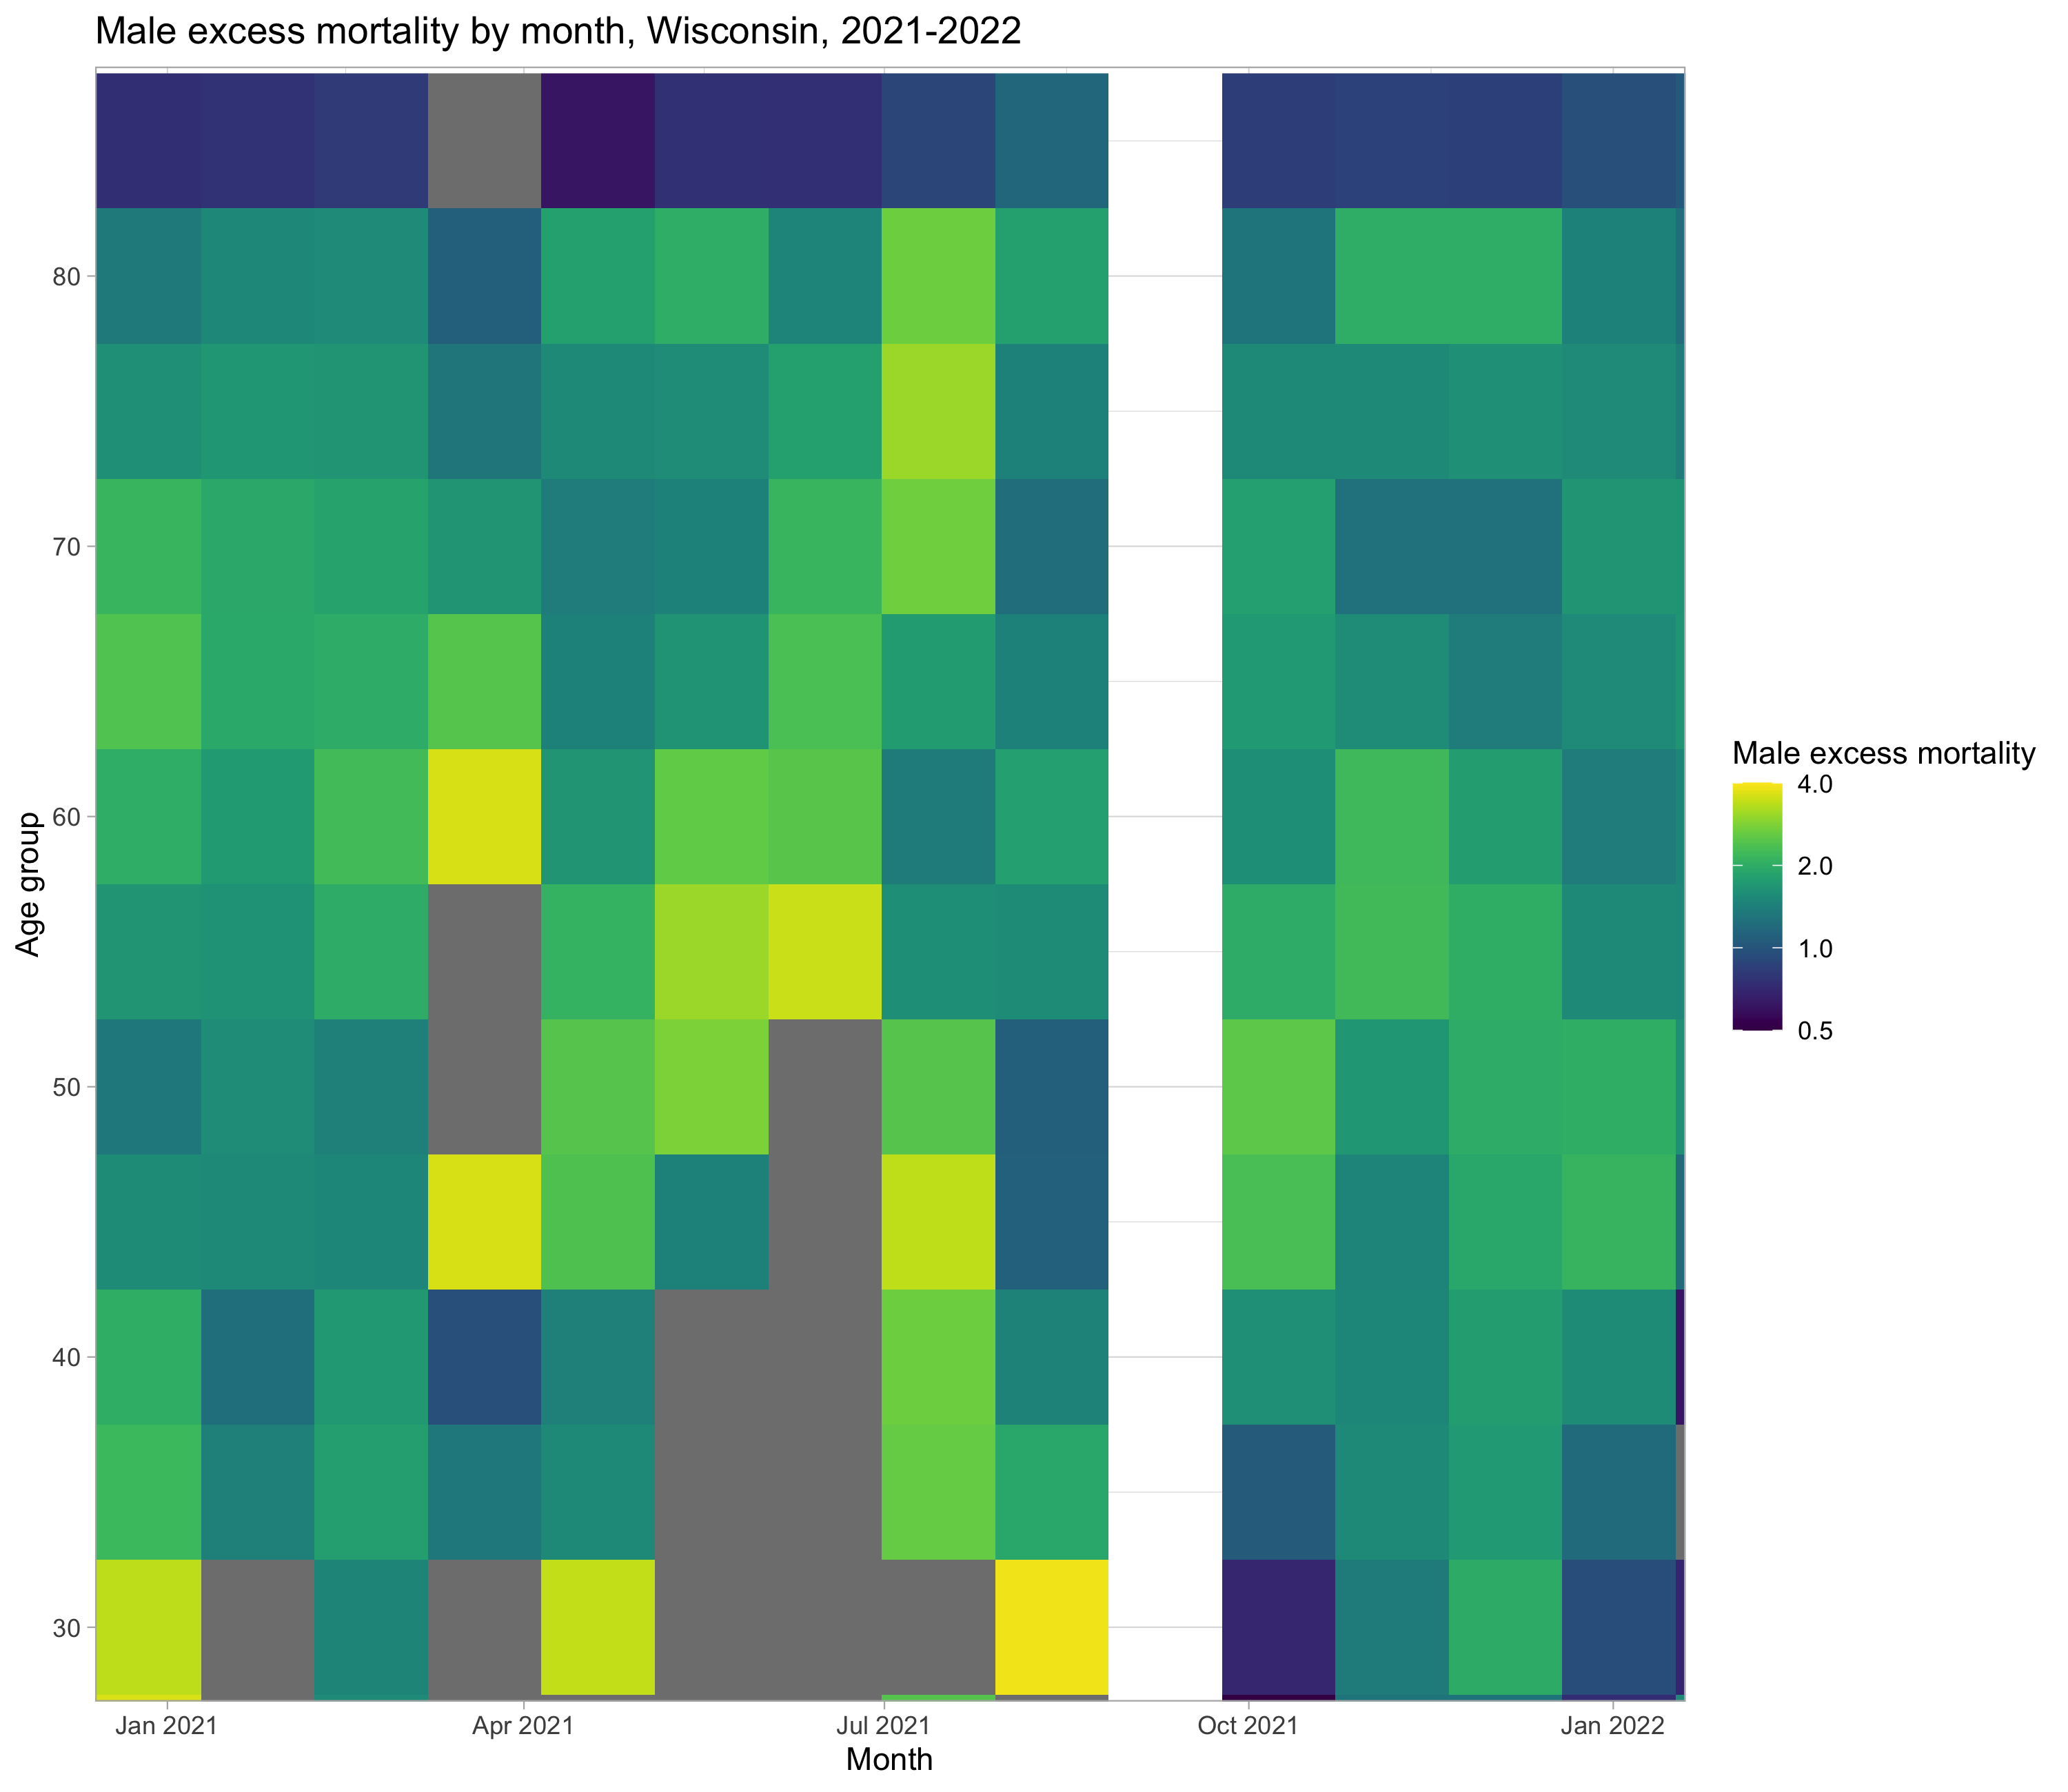 Male excess mortality by month, Wisconsin, 2021-2022
80
70
60
50
40
30
Age group
Jan 2021
Apr 2021
Jul 2021
Oct 2021
Jan 2022
Month
Male excess mortality
4.0
2.0
1.0
0.5